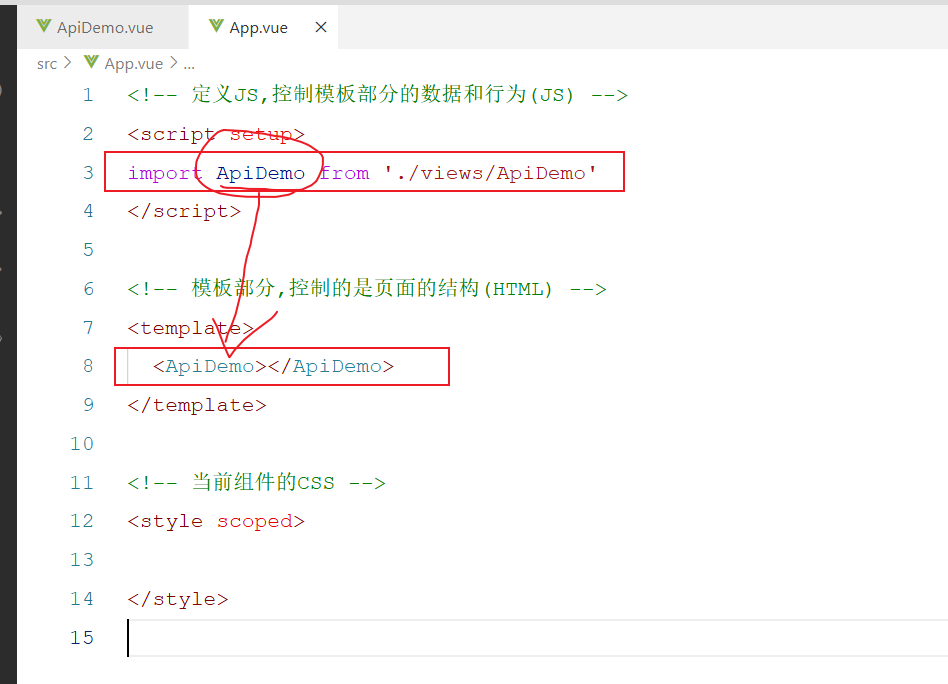 ApiDemo.vue App.vue
src > App.vue > ...
1 <!-- 定义JS,控制模板部分的数据和行为(JS) -->
2 <script setup>
3 import ApiDemo from './views/ApiDemo'
4 </script>
5
6 <!-- 模板部分,控制的是页面的结构(HTML) -->
7 <template>
8 <ApiDemo></ApiDemo>
9 </template>
10
11 <!-- 当前组件的CSS -->
12 <style scoped>
13
14 </style>
15